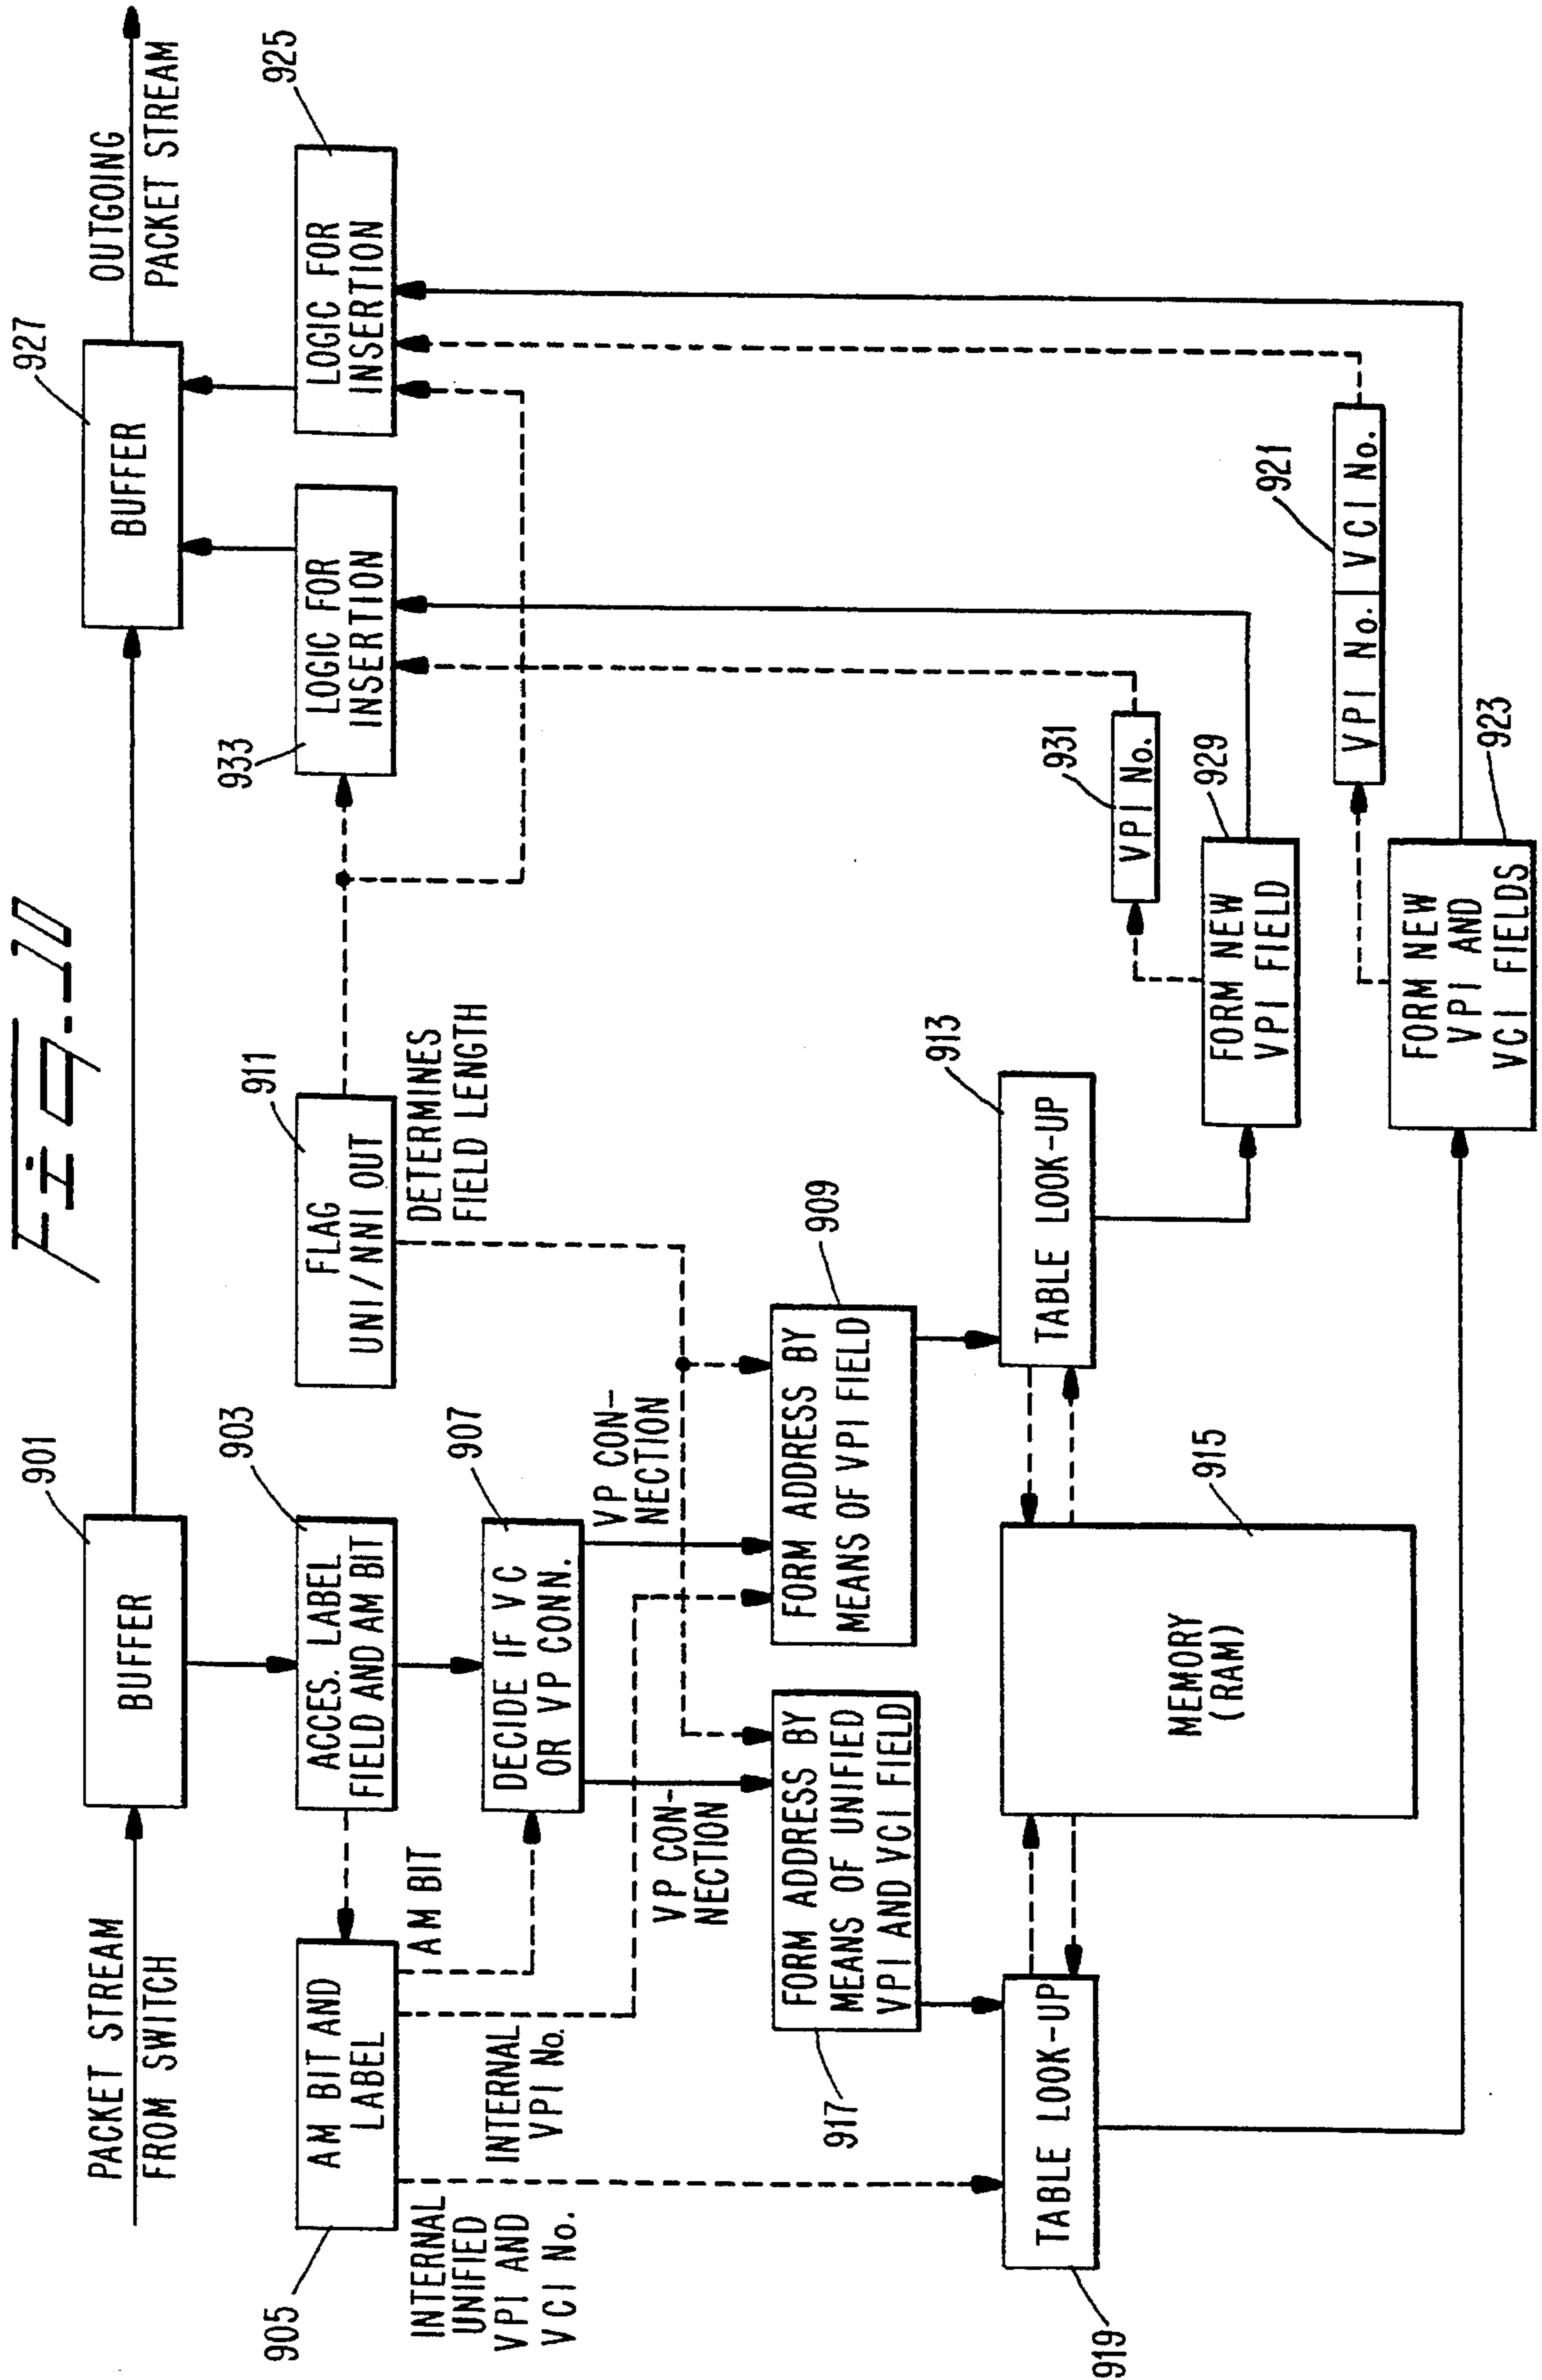 Fig. 10
PACKET STREAM
FROM SWITCH
901
BUFFER
927
BUFFER
OUTGOING
PACKET STREAM
905
AM BIT AND
LABEL
903
ACCES. LABEL
FIELD AND AM BIT
911
FLAG
UNI/NNI OUT
DETERMINES
FIELD LENGTH
933
LOGIC FOR
INSERTION
925
LOGIC FOR
INSERTION
AM BIT
INTERNAL
VPI No.
INTERNAL
UNIFIED
VPI AND
VCI No.
907
DECIDE IF VC
OR VP CONN.
VP CON-
NECTION
VP CON-
NECTION
917
FORM ADDRESS BY
MEANS OF UNIFIED
VPI AND VCI FIELD
909
FORM ADDRESS BY
MEANS OF VPI FIELD
919
TABLE LOOK-UP
915
MEMORY
(RAM)
913
TABLE LOOK-UP
931
VPI No.
929
FORM NEW
VPI FIELD
921
VPI No.
VCI No.
923
FORM NEW
VPI AND
VCI FIELDS